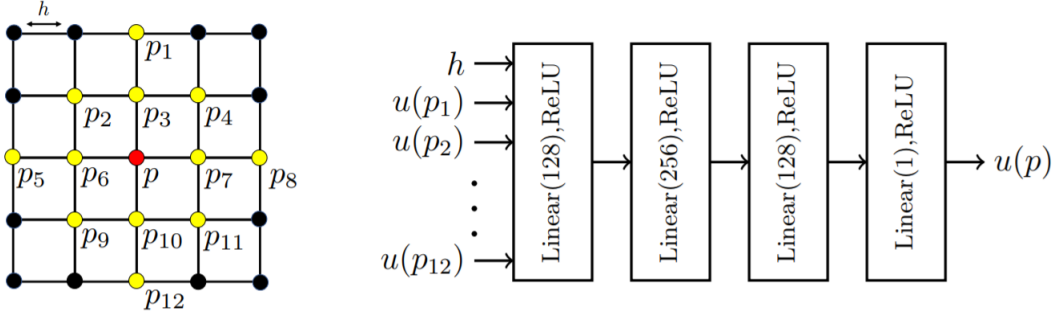 h
p1
p2 p3 p4
p5 p6 p p7 p8
p9 p10 p11
p12
h
u(p1)
u(p2)
u(p12)
Linear(128),ReLU
Linear(256),ReLU
Linear(128),ReLU
Linear(1),ReLU
u(p)